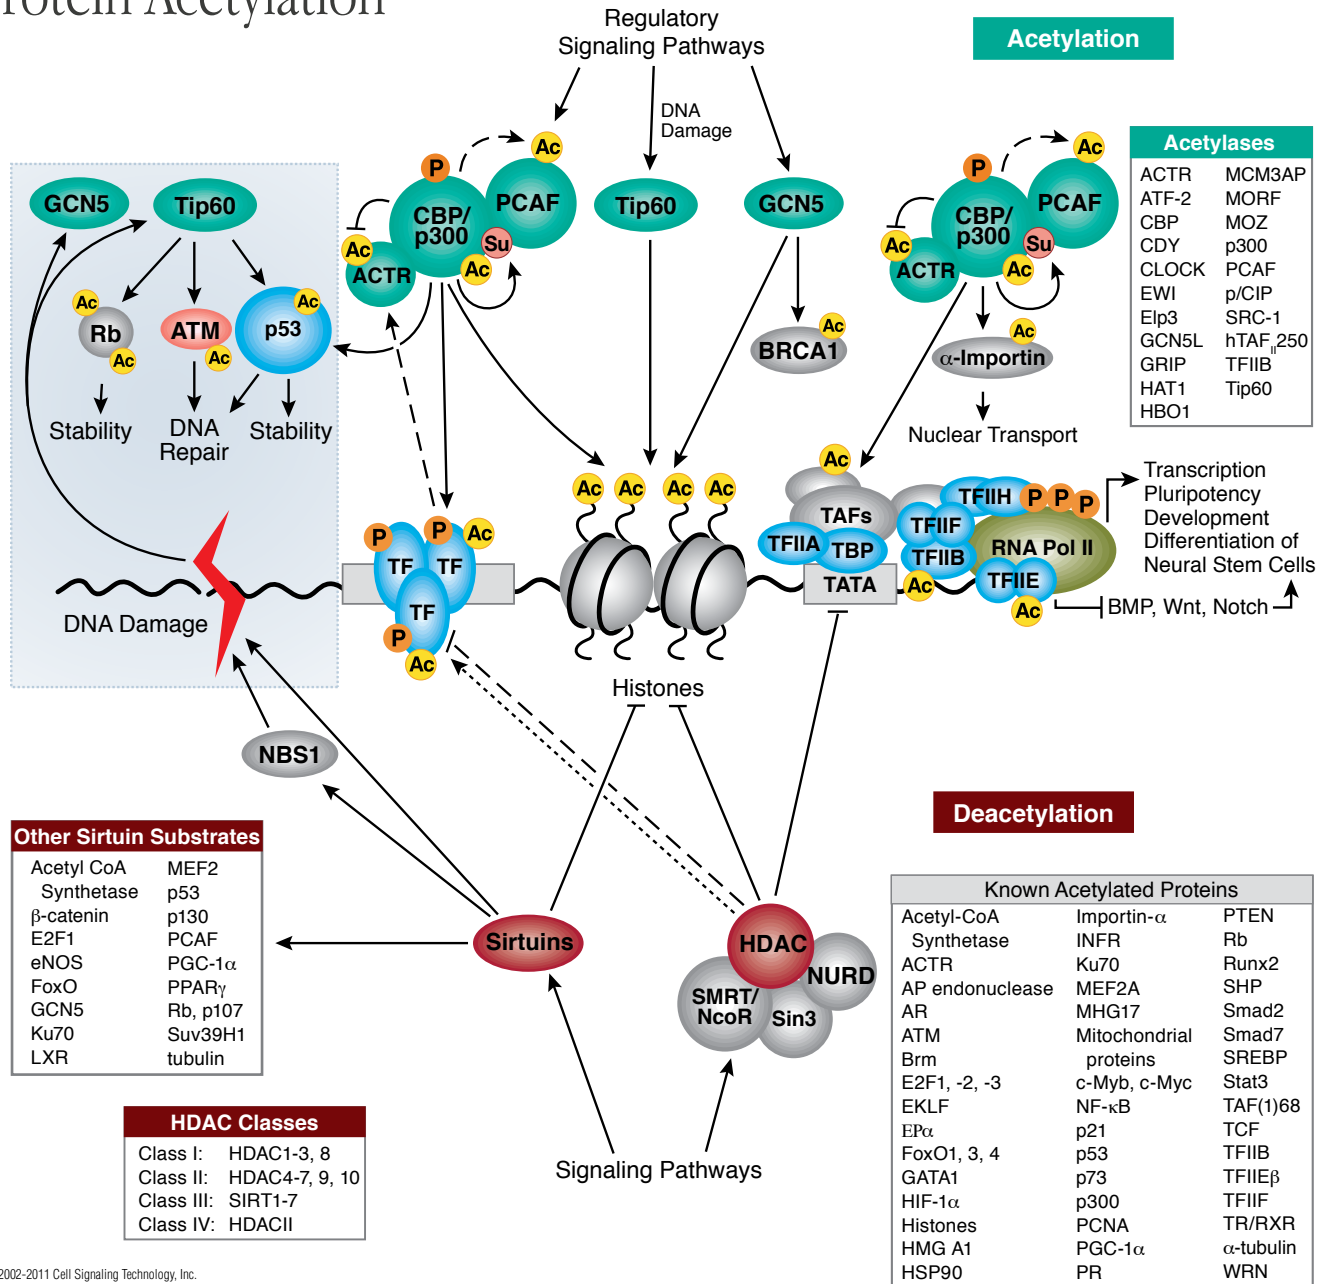 rotein Acetylation
Regulatory
Signaling Pathways
Acetylation
DNA
Damage
Ac
P
CBP/
p300
PCAF
Su
Ac
Ac
ACTR
Tip60
GCN5
Ac
BRCA1
P
Ac
CBP/
p300
PCAF
Su
Ac
Ac
ACTR
Ac
α-Importin
Nuclear Transport
Acetylases
ACTR MCM3AP
ATF-2 MORF
CBP MOZ
CDY p300
CLOCK PCAF
EWI p/CIP
Elp3 SRC-1
GCN5L hTAFII250
GRIP TFIIB
HAT1 Tip60
HBO1
GCN5
Tip60
Ac
Rb
Ac
ATM
Ac
Ac
p53
Stability
DNA
Repair
Stability
DNA Damage
P
P
Ac
TF
TF
TF
P
Ac
Ac Ac Ac Ac
Histones
Ac
TAFs
TFIIA
TBP
TATA
TFIIH
P P P
TFIIF
TFIIB
RNA Pol II
TFIIE
Ac
Ac
Transcription
Pluripotency
Development
Differentiation of
Neural Stem Cells
BMP, Wnt, Notch
NBS1
Deacetylation
Other Sirtuin Substrates
Acetyl CoA MEF2
Synthetase p53
β-catenin p130
E2F1 PCAF
eNOS PGC-1α
FoxO PPARγ
GCN5 Rb, p107
Ku70 Suv39H1
LXR tubulin
Sirtuins
HDAC
NURD
SMRT/
NcoR
Sin3
Signaling Pathways
HDAC Classes
Class I: HDAC1-3, 8
Class II: HDAC4-7, 9, 10
Class III: SIRT1-7
Class IV: HDACII
Known Acetylated Proteins
Acetyl-CoA Importin-α PTEN
Synthetase INFR Rb
ACTR Ku70 Runx2
AP endonuclease MEF2A SHP
AR MHG17 Smad2
ATM Mitochondrial Smad7
Brm proteins SREBP
E2F1, -2, -3 c-Myb, c-Myc Stat3
EKLF NF-κB TAF(1)68
EPα p21 TCF
FoxO1, 3, 4 p53 TFIIB
GATA1 p73 TFIIEβ
HIF-1α p300 TFIIF
Histones PCNA TR/RXR
HMG A1 PGC-1α α-tubulin
HSP90 PR WRN
2002-2011 Cell Signaling Technology, Inc.